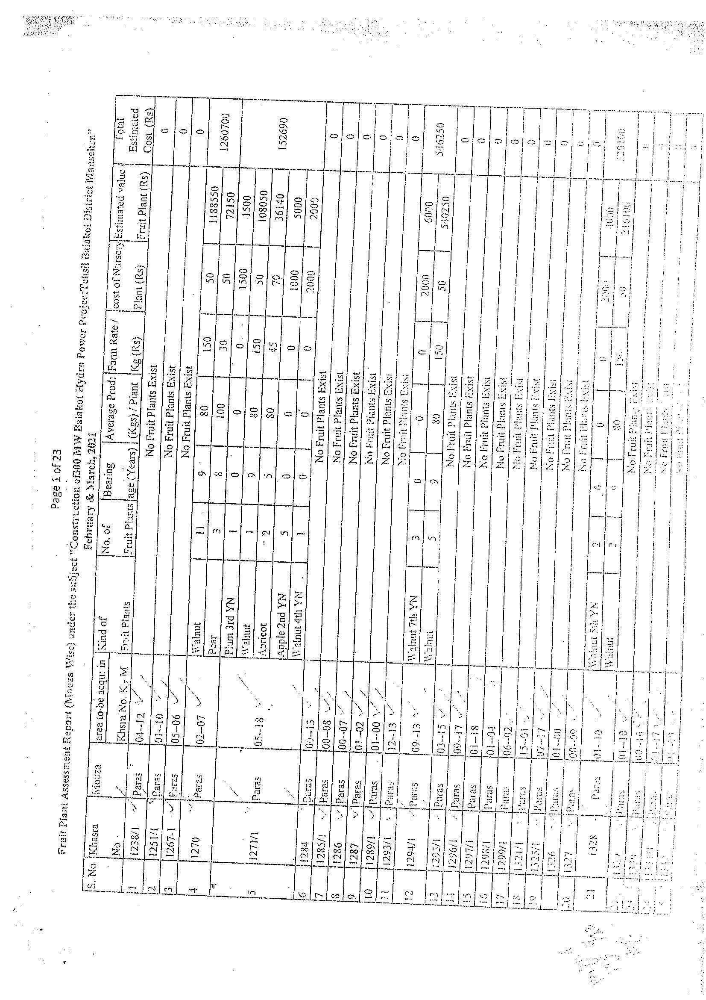 Page 1 of 23
Fruit Plant Assessment Report (Mouza Wise) under the subject "Construction of300 MW Balakot Hydro Power ProjectTehsil Balakot District Mansehra"
February & March, 2021
S. No | Khasra No. | Mouza | area to be acqu: in Khsra No. K, M | Kind of Fruit Plants | No. of Fruit Plants | Bearing age (Years) | Average Prod: (Kgs) / Plant | Farm Rate / Kg (Rs) | cost of Nursery Plant (Rs) | Estimated value Fruit Plant (Rs) | Total Estimated Cost (Rs)
1 | 1238/1 | Paras | 04--12 | No Fruit Plants Exist | 0
2 | 1251/1 | Paras | 01--10 | No Fruit Plants Exist | 0
3 | 1267-1 | Paras | 05--06 | No Fruit Plants Exist | 0
4 | 1270 | Paras | 02--07 | Walnut | 11 | 9 | 80 | 150 | 50 | 1188550 | 1260700
Pear | 3 | 8 | 100 | 30 | 50 | 72150
5 | 1271/1 | Paras | 05--18 | Plum 3rd YN | 1 | 0 | 0 | 0 | 1500 | 1500 | 152690
Walnut | 1 | 9 | 80 | 150 | 50 | 108050
Apricot | 2 | 5 | 80 | 45 | 70 | 36140
Apple 2nd YN | 5 | 0 | 0 | 0 | 1000 | 5000
Walnut 4th YN | 1 | 0 | 0 | 0 | 2000 | 2000
6 | 1284 | Paras | 00--13 | No Fruit Plants Exist | 0
7 | 1285/1 | Paras | 00--08 | No Fruit Plants Exist | 0
8 | 1286 | Paras | 00--07 | No Fruit Plants Exist | 0
9 | 1287 | Paras | 01--02 | No Fruit Plants Exist | 0
10 | 1289/1 | Paras | 01--00 | No Fruit Plants Exist | 0
11 | 1293/1 | Paras | 12--13 | No Fruit Plants Exist | 0
12 | 1294/1 | Paras | 09--13 | Walnut 7th YN | 3 | 0 | 0 | 0 | 2000 | 6000 | 546250
Walnut | 5 | 9 | 80 | 150 | 50 | 540250
13 | 1295/1 | Paras | 03--15 | No Fruit Plants Exist | 0
14 | 1296/1 | Paras | 09--17 | No Fruit Plants Exist | 0
15 | 1297/1 | Paras | 01--18 | No Fruit Plants Exist | 0
16 | 1298/1 | Paras | 01--04 | No Fruit Plants Exist | 0
17 | 1299/1 | Paras | 06--02 | No Fruit Plants Exist | 0
18 | 1321/1 | Paras | 15--01 | No Fruit Plants Exist | 0
19 | 1325/1 | Paras | 07--17 | No Fruit Plants Exist | 0
1326 | Paras | 01--00 | No Fruit Plants Exist | 0
20 | 1327 | Paras | 00--09 | No Fruit Plants Exist | 0
21 | 1328 | Paras | 01--10 | Walnut 5th YN | 2 | 0 | 0 | 0 | 2000 | 4000 | 220100
Walnut | 2 | 9 | 80 | 150 | 50 | 216100
Paras | 01--10 | No Fruit Plants Exist | 0
Paras | 00--16 | No Fruit Plants Exist
Paras | 01--17 | No Fruit Plants
No Fruit